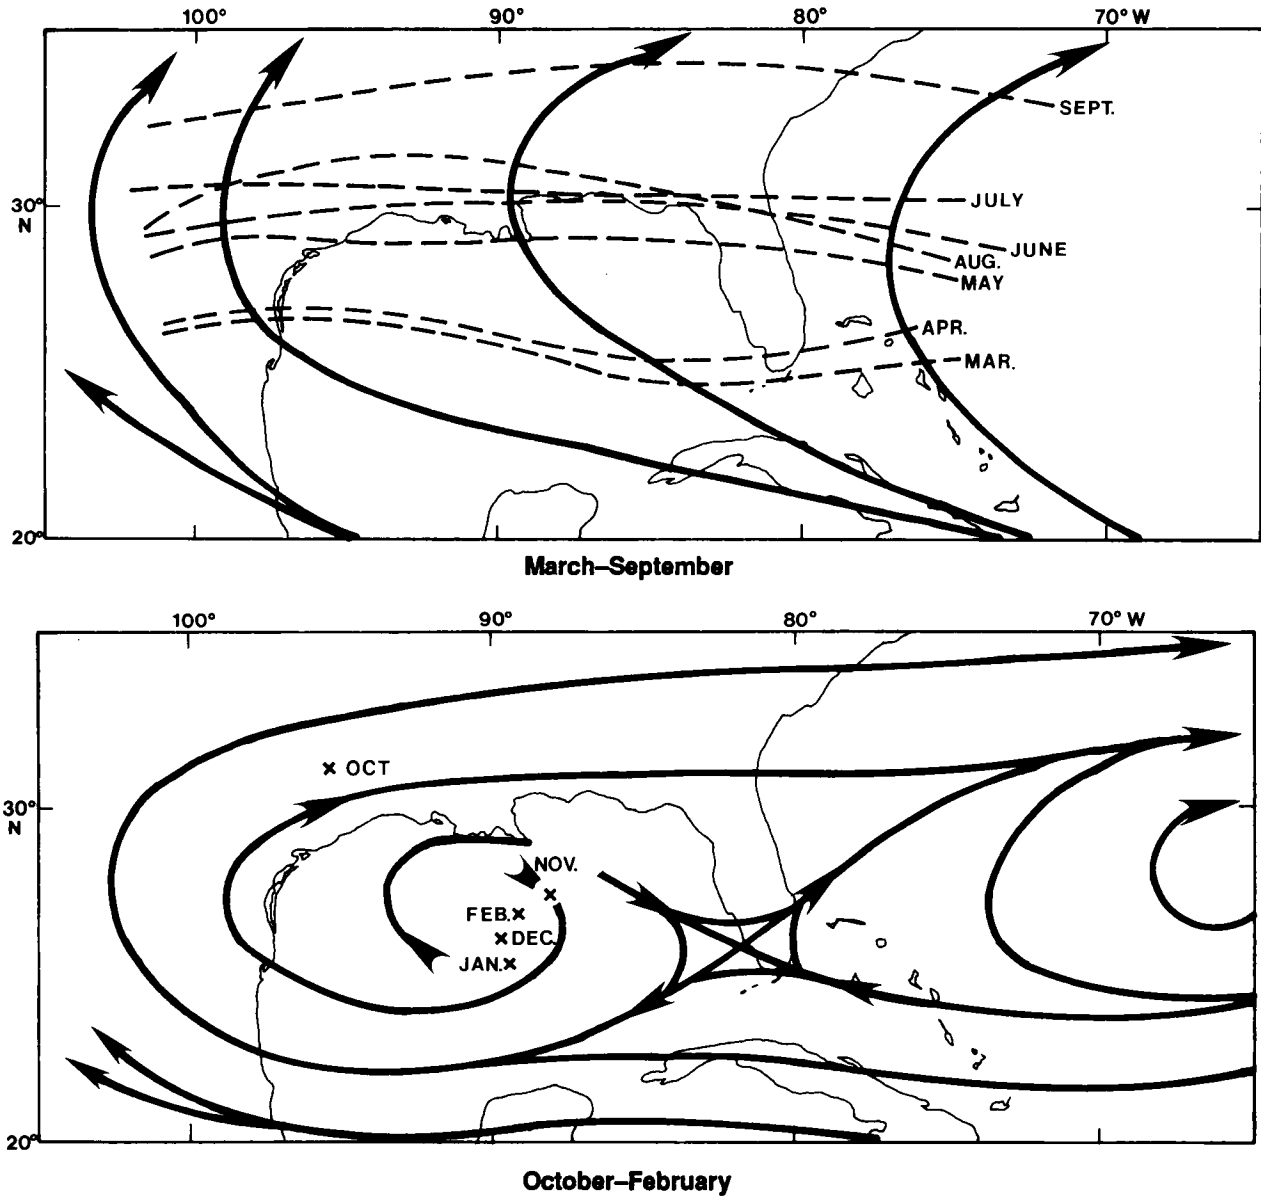 100° 90° 80° 70° W
SEPT.
30°
N
JULY
JUNE
AUG.
MAY
APR.
MAR.
20°
March–September
100° 90° 80° 70° W
× OCT
30°
N
NOV.
×
FEB. ×
× DEC.
JAN. ×
20°
October–February